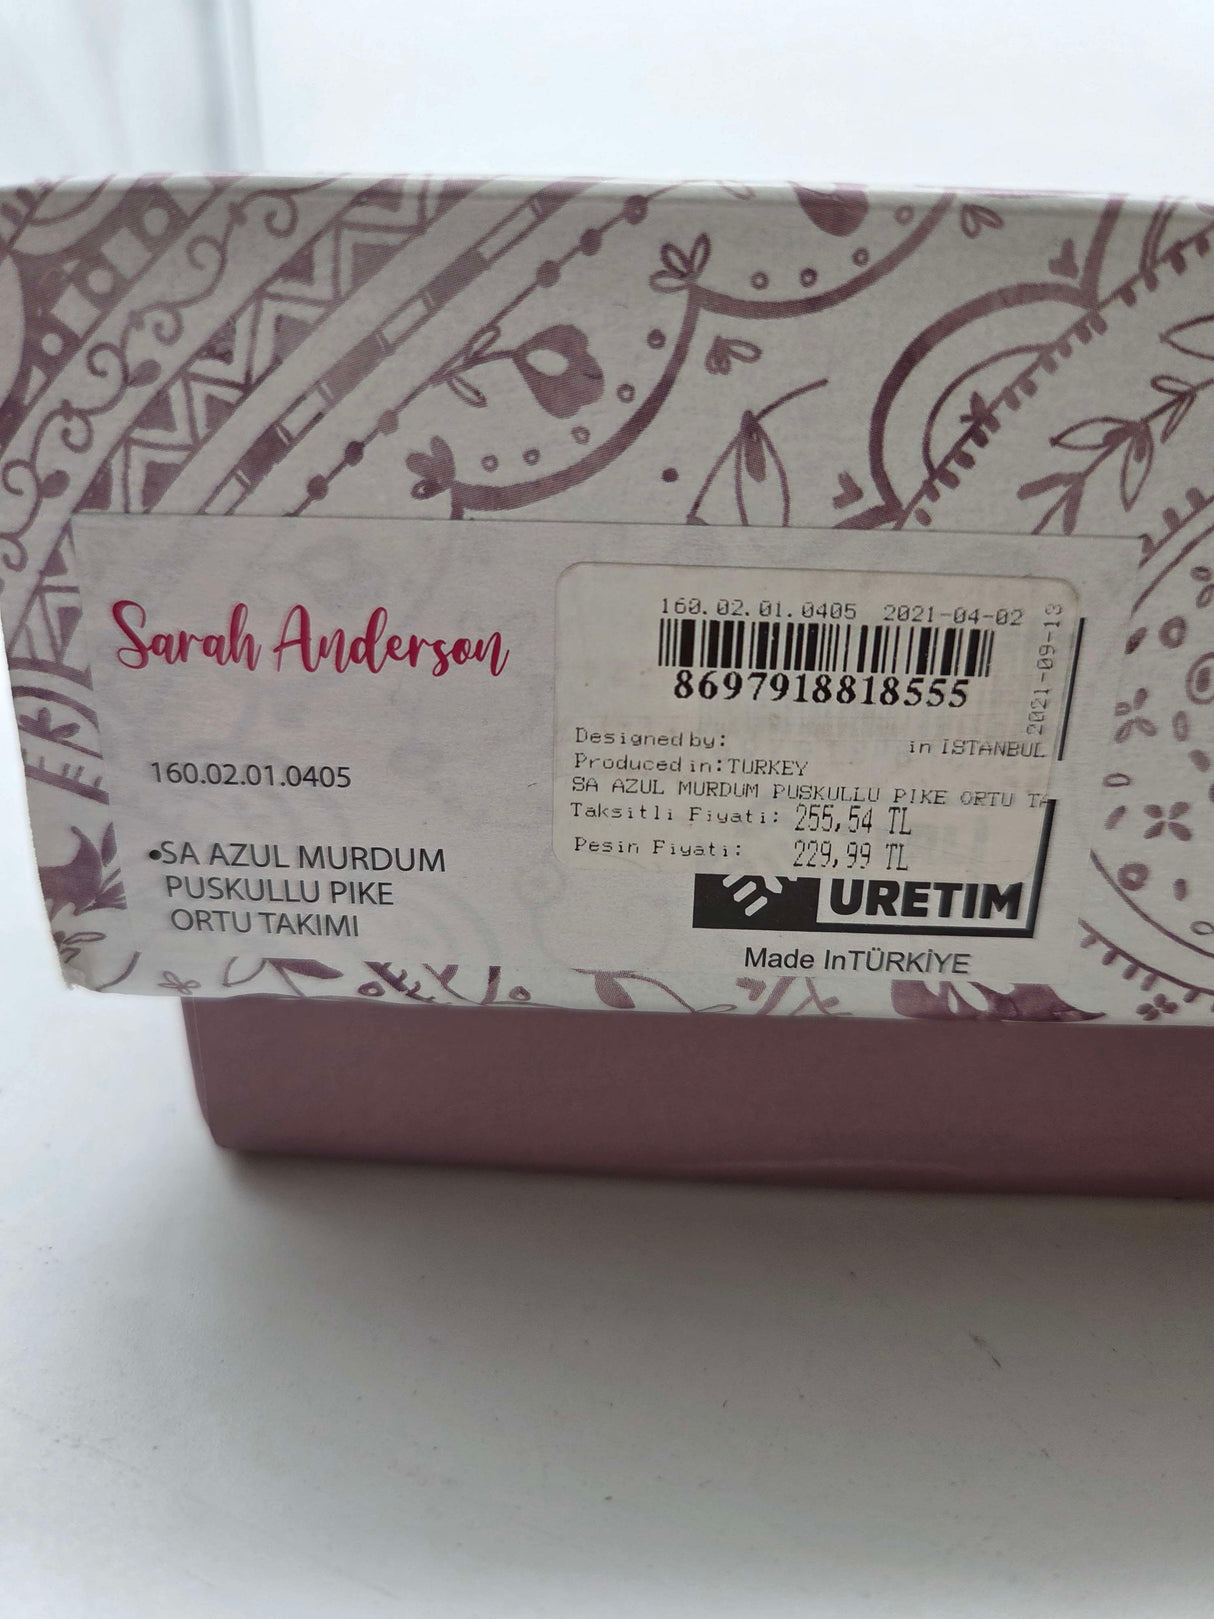 Sarah Anderson
160.02.01.0405
•SA AZUL MURDUM
PUSKULLU PIKE
ORTU TAKIMI
160.02.01.0405 2021-04-02
2021-09-13
8697918818555
Designed by: in ISTANBUL
Produced in:TURKEY
SA AZUL MURDUM PUSKULLU PIKE ORTU TA
Taksitli Fiyati: 255,54 TL
Pesin Fiyati: 229,99 TL
ÜRETİM
Made InTÜRKİYE